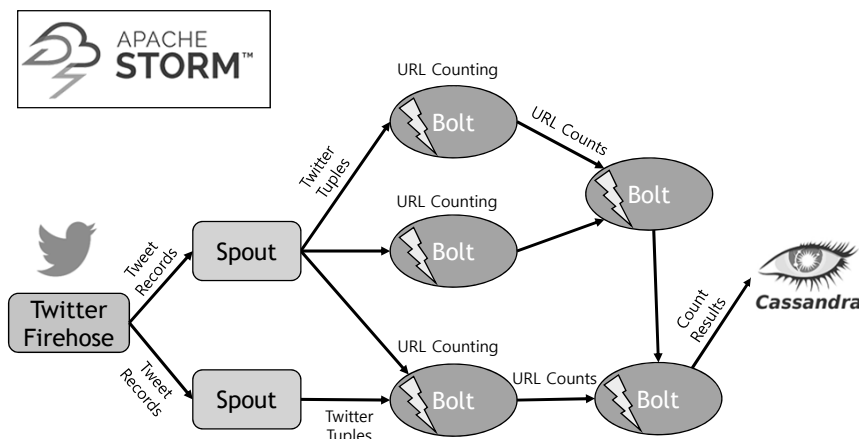 APACHE
STORM™
URL Counting
Bolt
URL Counts
Twitter
Tuples
Bolt
URL Counting
Bolt
Tweet
Records
Spout
Twitter
Firehose
Cassandra
Count
Results
URL Counting
Tweet
Records
Spout
Twitter
Tuples
Bolt
URL Counts
Bolt